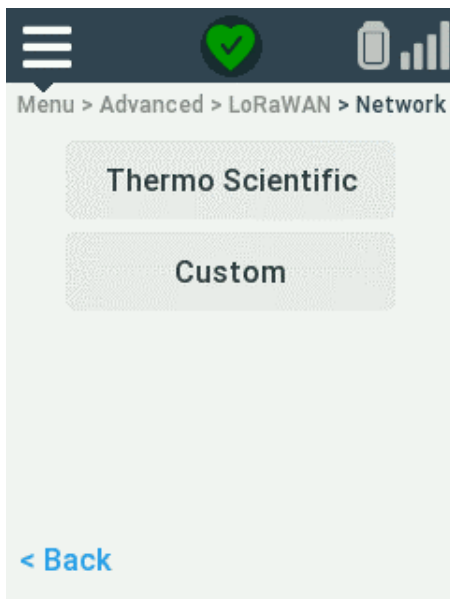 Menu > Advanced > LoRaWAN > Network
Thermo Scientific
Custom
< Back